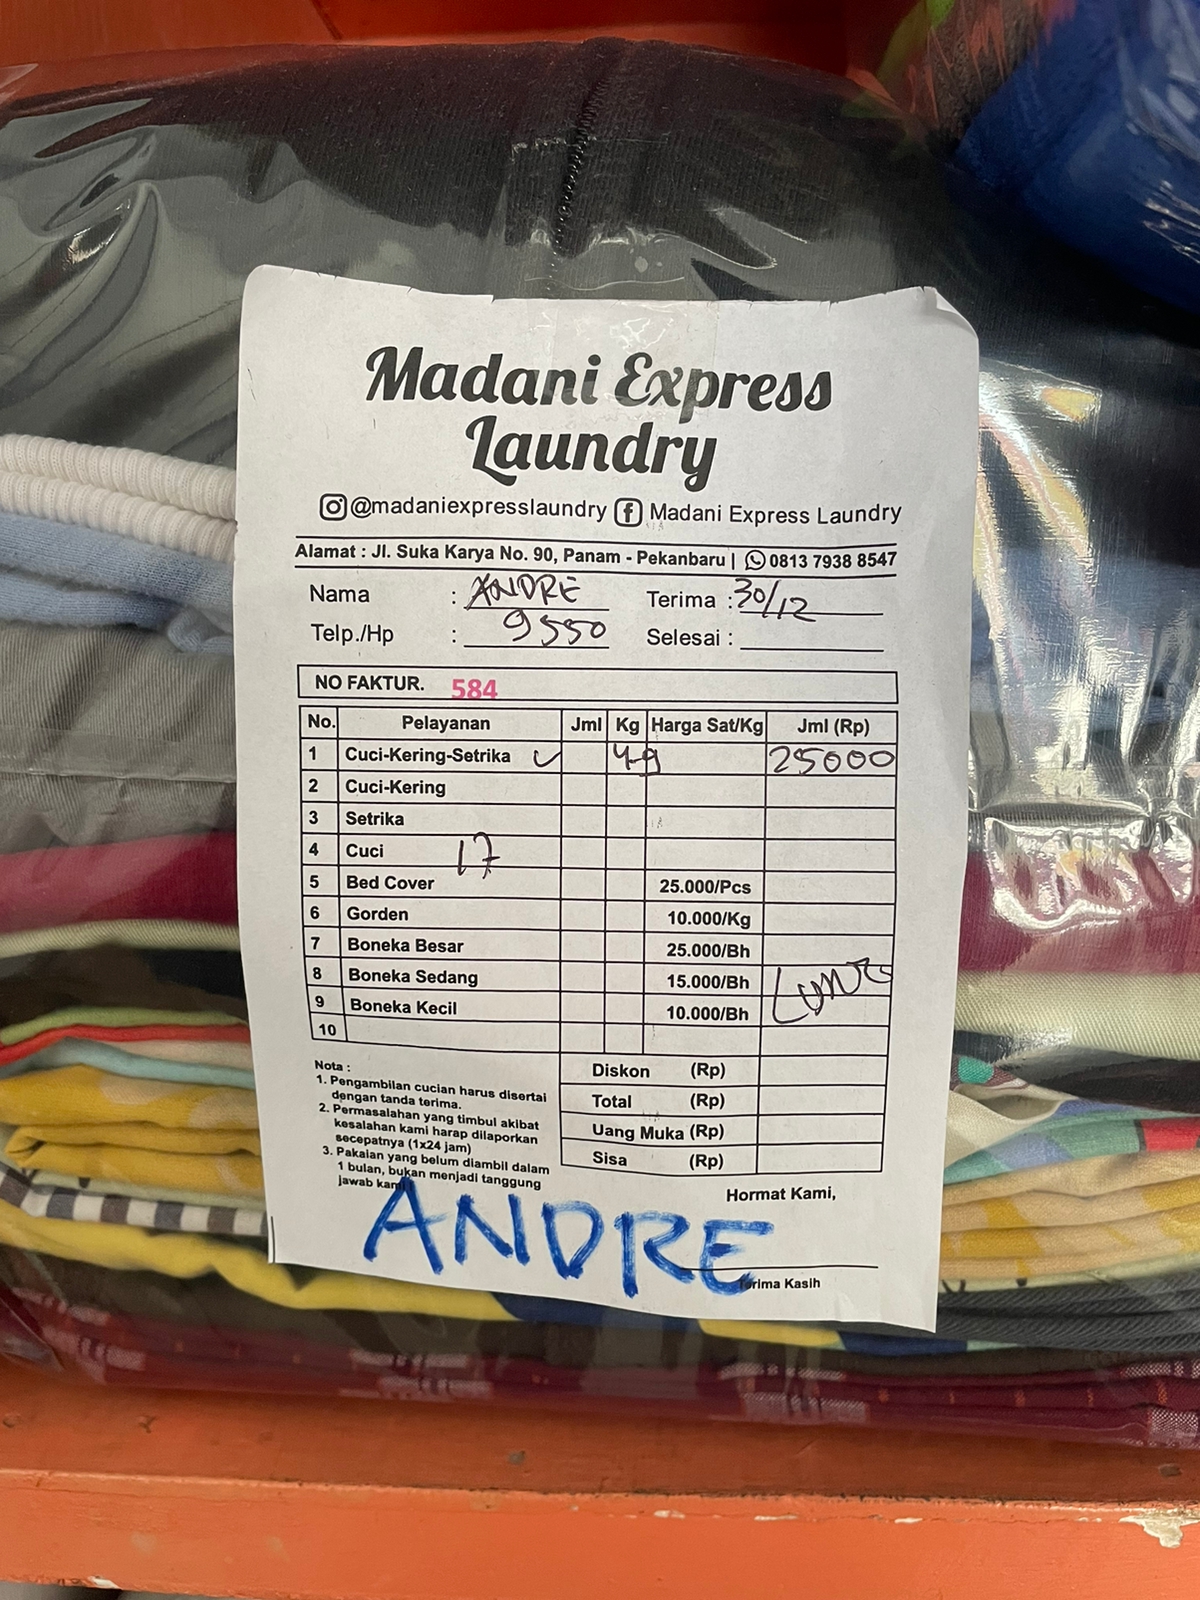 Madani Express
Laundry
@madaniexpresslaundry Madani Express Laundry
Alamat : Jl. Suka Karya No. 90, Panam - Pekanbaru | 0813 7938 8547
Nama : ANDRE Terima : 30/12
Telp./Hp : 9550 Selesai :
NO FAKTUR. 584
No. Pelayanan Jml Kg Harga Sat/Kg Jml (Rp)
1 Cuci-Kering-Setrika 25000
2 Cuci-Kering
3 Setrika
4 Cuci 17
5 Bed Cover 25.000/Pcs
6 Gorden 10.000/Kg
7 Boneka Besar 25.000/Bh
8 Boneka Sedang 15.000/Bh
9 Boneka Kecil 10.000/Bh
10
Diskon (Rp)
Total (Rp)
Uang Muka (Rp)
Sisa (Rp)
Nota :
1. Pengambilan cucian harus disertai
dengan tanda terima.
2. Permasalahan yang timbul akibat
kesalahan kami harap dilaporkan
secepatnya (1x24 jam)
3. Pakaian yang belum diambil dalam
1 bulan, bukan menjadi tanggung
jawab kami
Hormat Kami,
ANDRE
Terima Kasih